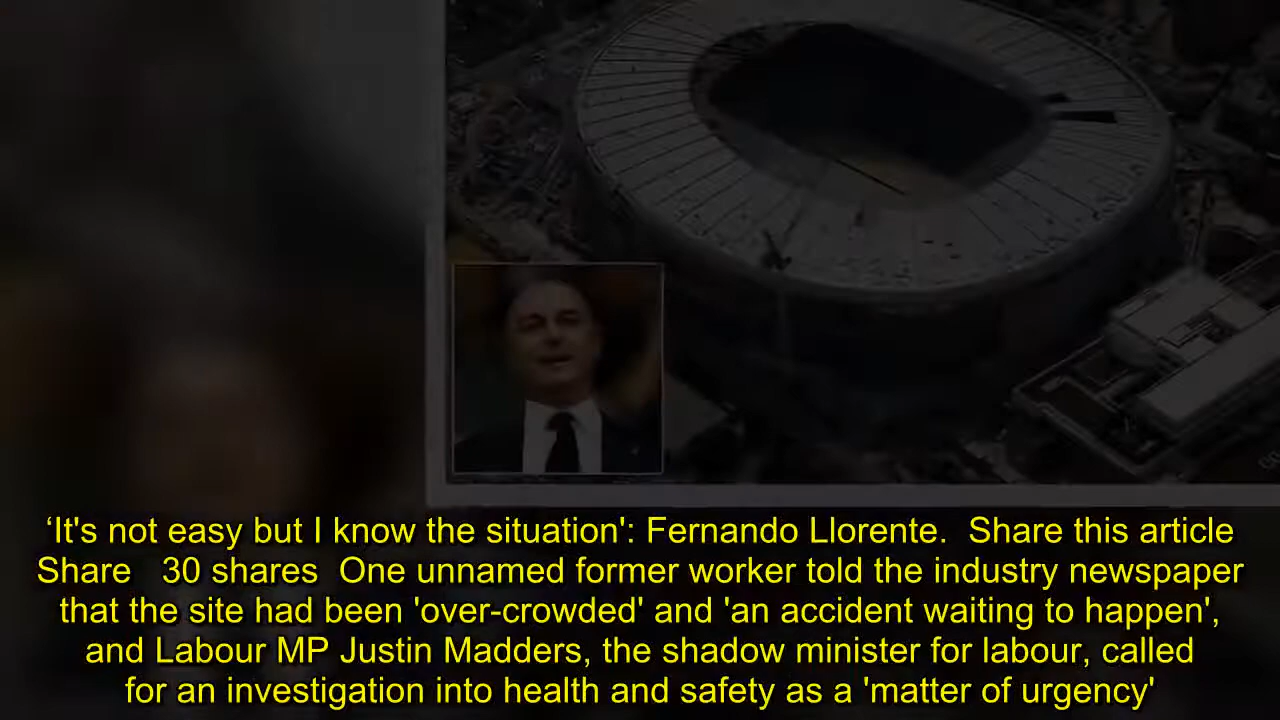 ‘It's not easy but I know the situation': Fernando Llorente.  Share this article
Share   30 shares  One unnamed former worker told the industry newspaper
that the site had been 'over-crowded' and 'an accident waiting to happen',
and Labour MP Justin Madders, the shadow minister for labour, called
for an investigation into health and safety as a 'matter of urgency'